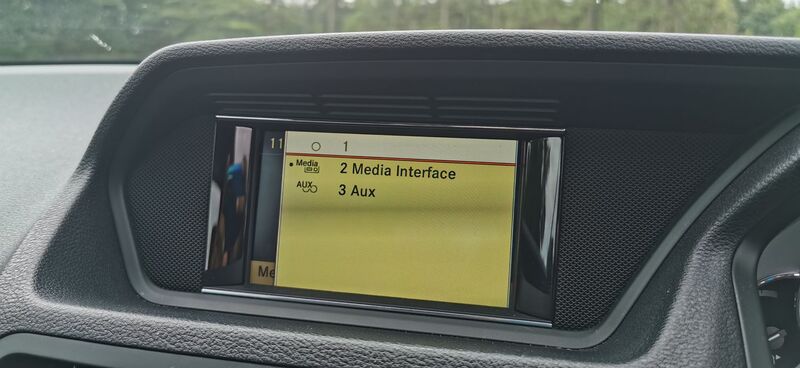 11
1
Media
2 Media Interface
AUX
3 Aux
Me